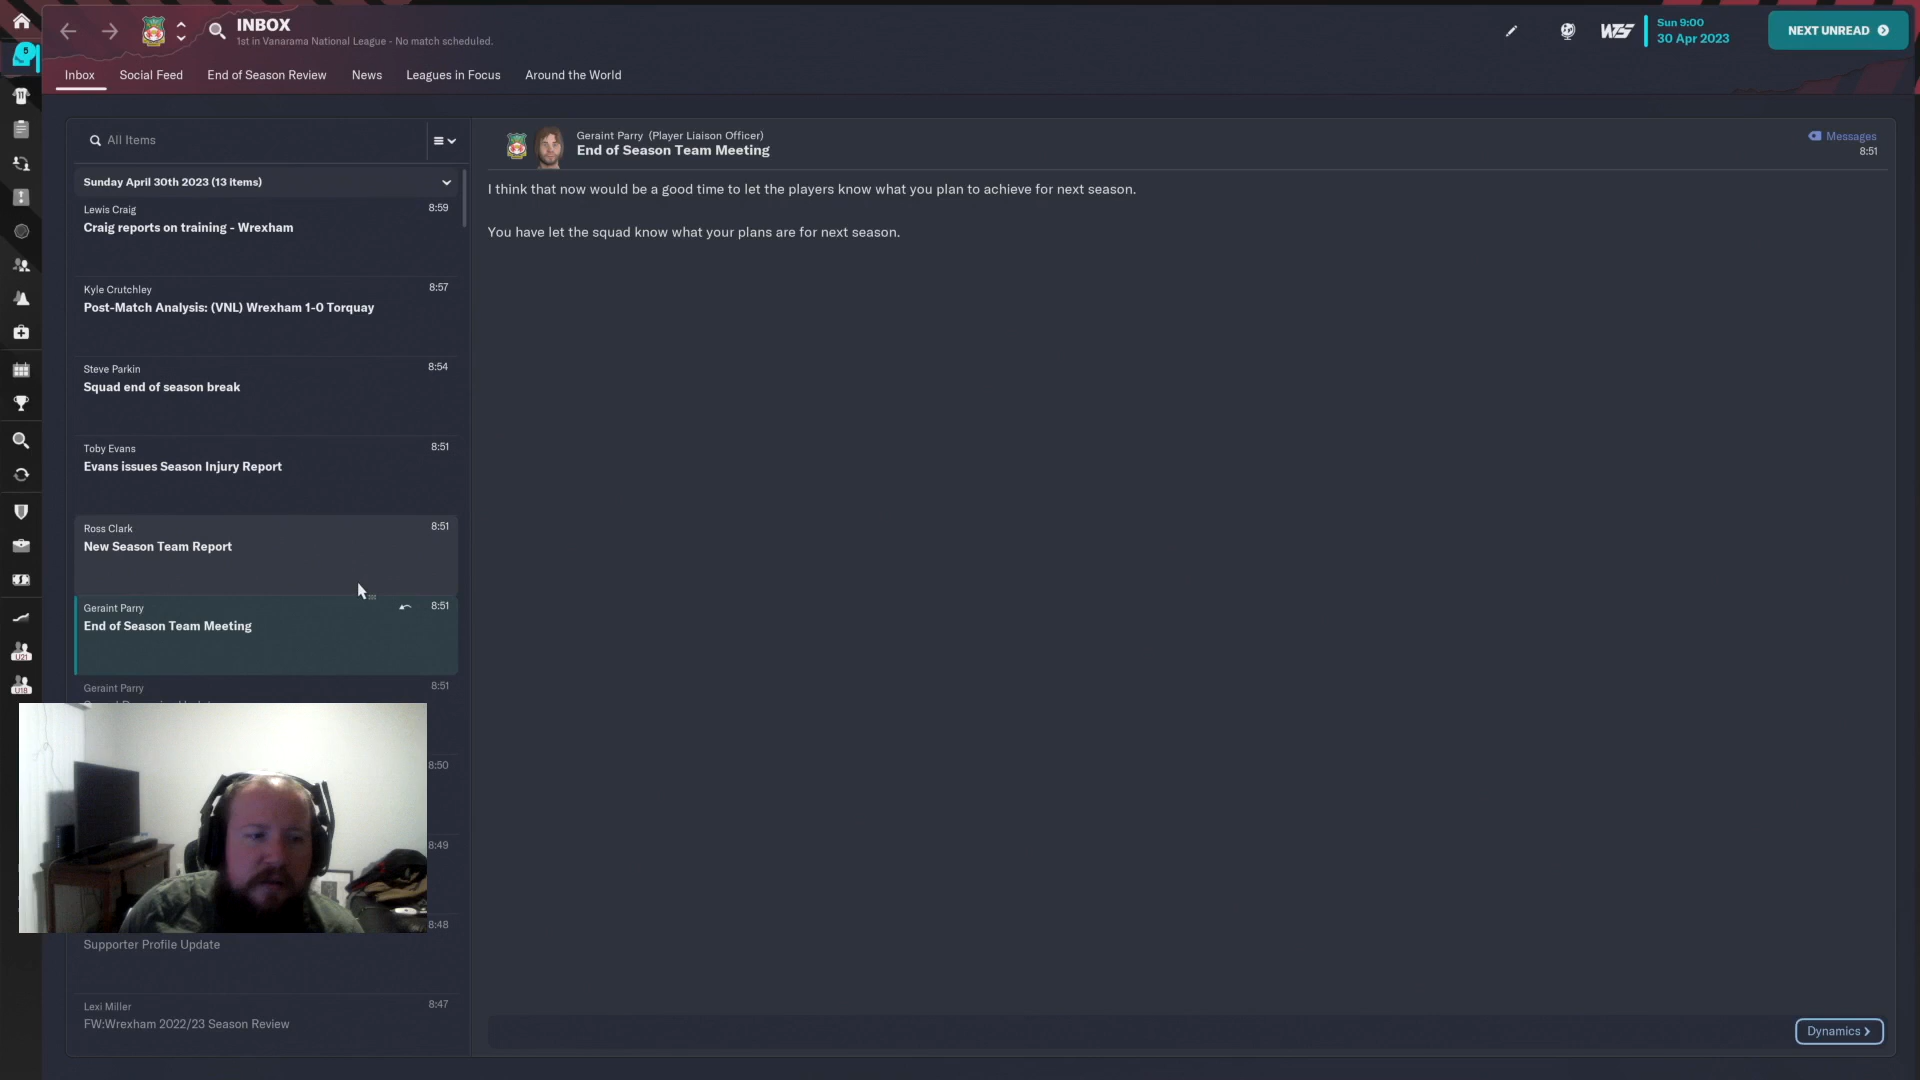 INBOX
1st in Vanarama National League - No match scheduled.
Sun 9:00
30 Apr 2023
NEXT UNREAD
Inbox
Social Feed
End of Season Review
News
Leagues in Focus
Around the World
All Items
Sunday April 30th 2023 (13 items)
Lewis Craig
8:59
Craig reports on training - Wrexham
Kyle Crutchley
8:57
Post-Match Analysis: (VNL) Wrexham 1-0 Torquay
Steve Parkin
8:54
Squad end of season break
Toby Evans
8:51
Evans issues Season Injury Report
Ross Clark
8:51
New Season Team Report
Geraint Parry
8:51
End of Season Team Meeting
Geraint Parry
8:51
8:50
8:49
8:48
Supporter Profile Update
Lexi Miller
8:47
FW:Wrexham 2022/23 Season Review
U21
U18
Geraint Parry (Player Liaison Officer)
End of Season Team Meeting
Messages
8:51
I think that now would be a good time to let the players know what you plan to achieve for next season.
You have let the squad know what your plans are for next season.
Dynamics